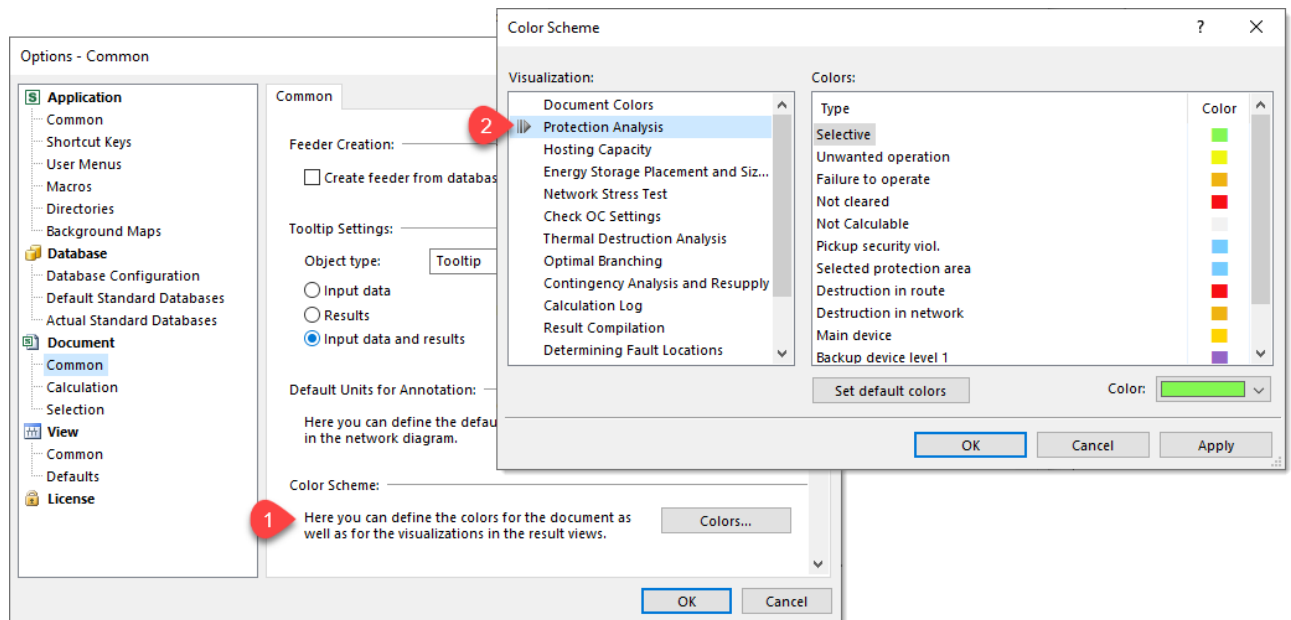 Options - Common
Application
Common
Shortcut Keys
User Menus
Macros
Directories
Background Maps
Database
Database Configuration
Default Standard Databases
Actual Standard Databases
Document
Common
Calculation
Selection
View
Common
Defaults
License
Common
Feeder Creation:
Create feeder from databas
Tooltip Settings:
Object type: Tooltip
Input data
Results
Input data and results
Default Units for Annotation:
Here you can define the defau
in the network diagram.
Color Scheme:
1
Here you can define the colors for the document as
well as for the visualizations in the result views.
Colors...
OK Cancel
Color Scheme ?
Visualization:
Document Colors
2
Protection Analysis
Hosting Capacity
Energy Storage Placement and Siz...
Network Stress Test
Check OC Settings
Thermal Destruction Analysis
Optimal Branching
Contingency Analysis and Resupply
Calculation Log
Result Compilation
Determining Fault Locations
Colors:
Type Color
Selective
Unwanted operation
Failure to operate
Not cleared
Not Calculable
Pickup security viol.
Selected protection area
Destruction in route
Destruction in network
Main device
Backup device level 1
Set default colors
Color:
OK Cancel Apply